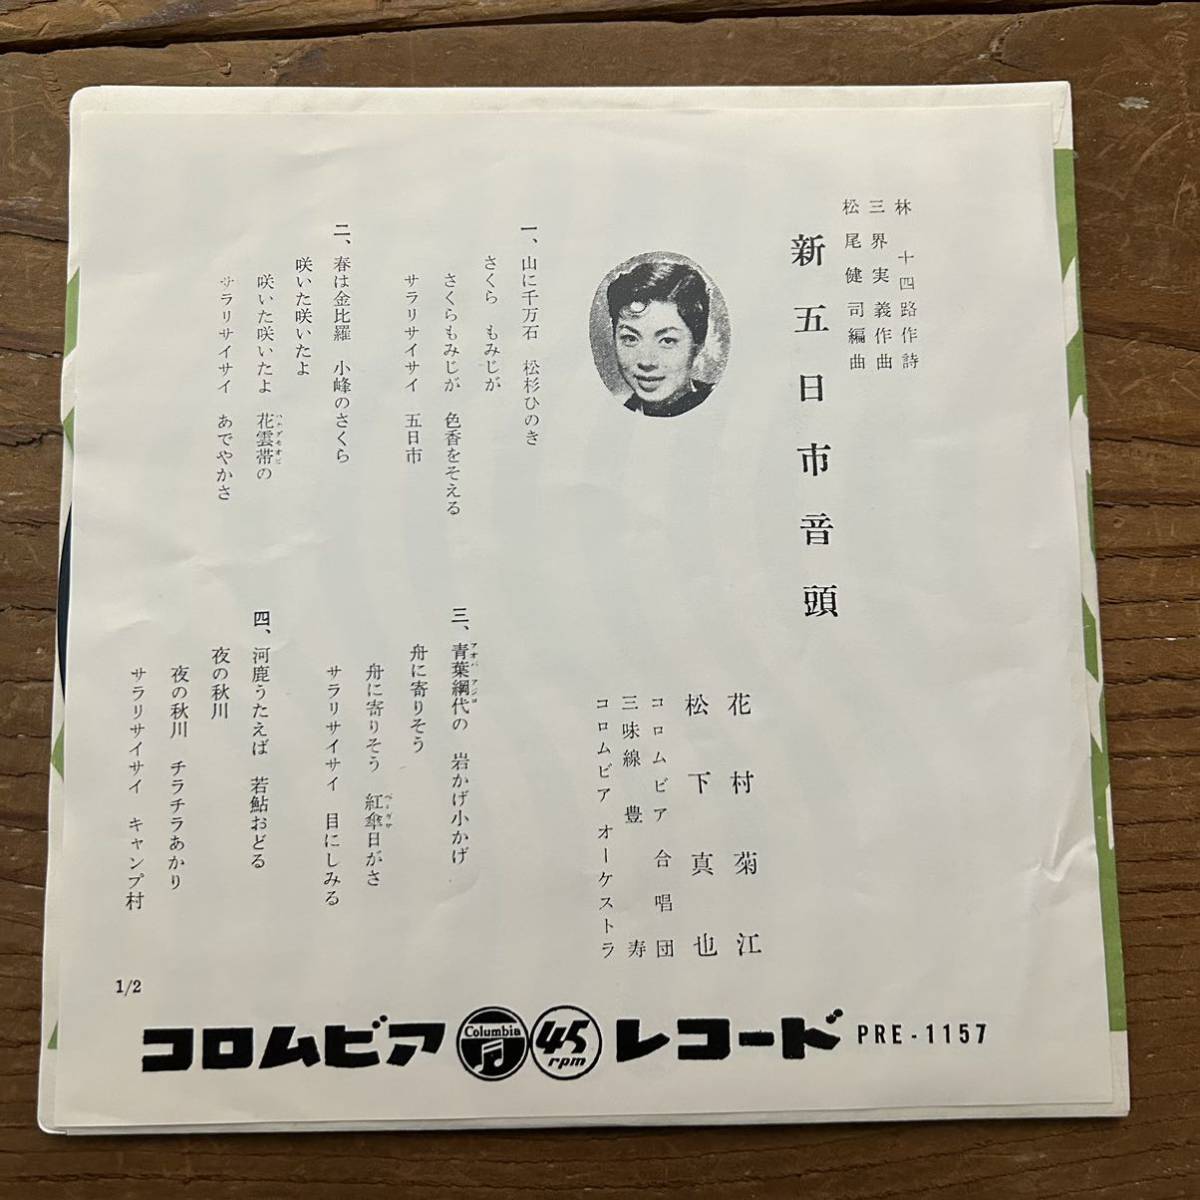 林 十四路作詩
三界実義作曲
松尾健司編曲
新五日市音頭
花村菊江
松下真也
コロムビア合唱団
三味線 豊寿
コロムビア オーケストラ
一、山に千万石 松杉ひのき
さくら もみじが
さくらもみじが 色香をそえる
サラリサイサイ 五日市
二、春は金比羅 小峰のさくら
咲いた咲いたよ
咲いた咲いたよ 花雲帯の
サラリサイサイ あでやかさ
三、青葉網代の 岩かげ小かげ
アオバ アジロ
舟に寄りそう
舟に寄りそう 紅傘日がさ
サラリサイサイ 目にしみる
四、河鹿うたえば 若鮎おどる
夜の秋川
夜の秋川 チラチラあかり
サラリサイサイ キャンプ村
1/2
コロムビア Columbia 45 rpm レコード PRE-1157